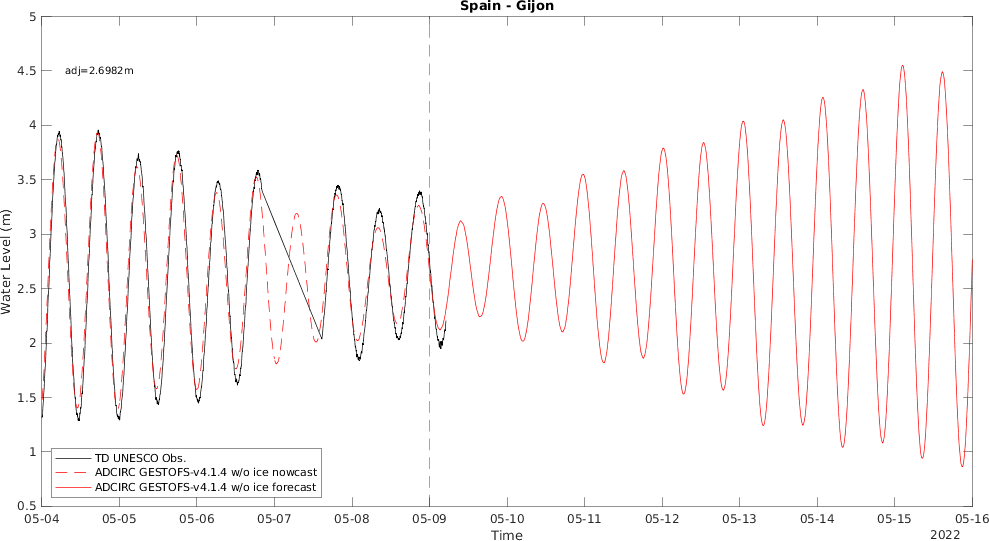 Spain - Gijon
5
4.5
4
3.5
3
2.5
2
1.5
1
0.5
Water Level (m)
adj=2.6982m
TD UNESCO Obs.
ADCIRC GESTOFS-v4.1.4 w/o ice nowcast
ADCIRC GESTOFS-v4.1.4 w/o ice forecast
05-04 05-05 05-06 05-07 05-08 05-09 05-10 05-11 05-12 05-13 05-14 05-15 05-16
Time
2022